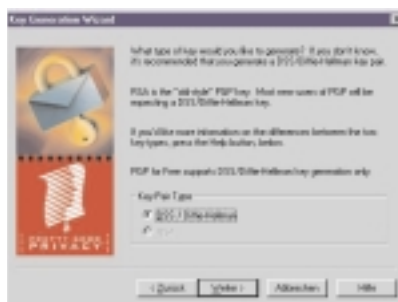 Key Generation Wizard
What type of key would you like to generate? If you don't know,
it's recommended that you generate a DSS/Diffie-Hellman key pair.
RSA is the "old-style" PGP key. Most new users of PGP will be
expecting a DSS/Diffie-Hellman key.
If you'd like more information on the differences between the two
key types, press the Help button, below.
PGP for Free supports DSS/Diffie-Hellman key generation only.
Key Pair Type
DSS / Diffie-Hellman
PRETTY GOOD
PRIVACY
< Zurück
Weiter >
Abbrechen
Hilfe